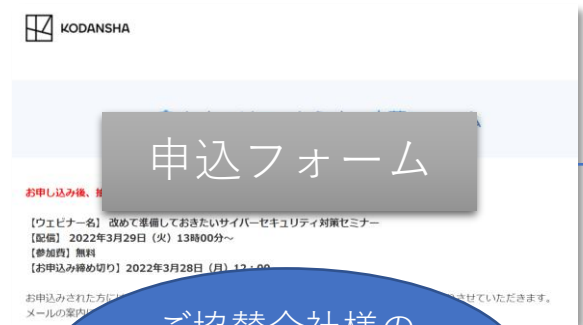 KODANSHA
申込フォーム
お申し込み後、
【ウェビナー名】 改めて準備しておきたいサイバーセキュリティ対策セミナー
【配信】 2022年3月29日（火）13時00分～
【参加費】無料
【お申込み締め切り】2022年3月28日（月）12：00
お申込みされた方に
させていただきます。
メールの案内
ご協賛会社様の